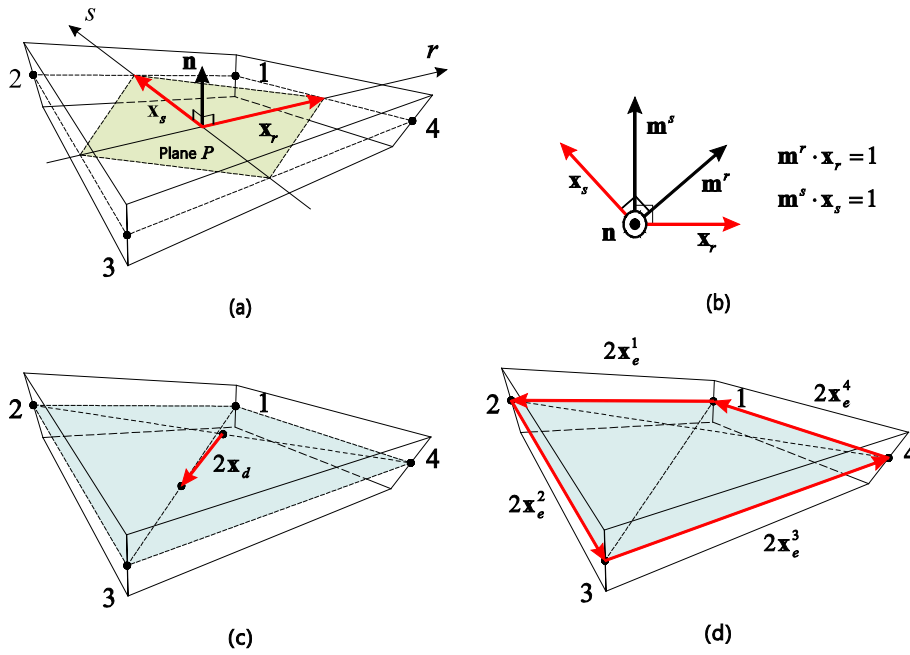 s
r
2
n
1
x_s
x_r
4
Plane P
3
(a)
m^s
x_s
m^r
n
x_r
m^r · x_r = 1
m^s · x_s = 1
(b)
2
1
2x_d
4
3
(c)
2x_e^1
2
1
2x_e^4
4
2x_e^2
2x_e^3
3
(d)